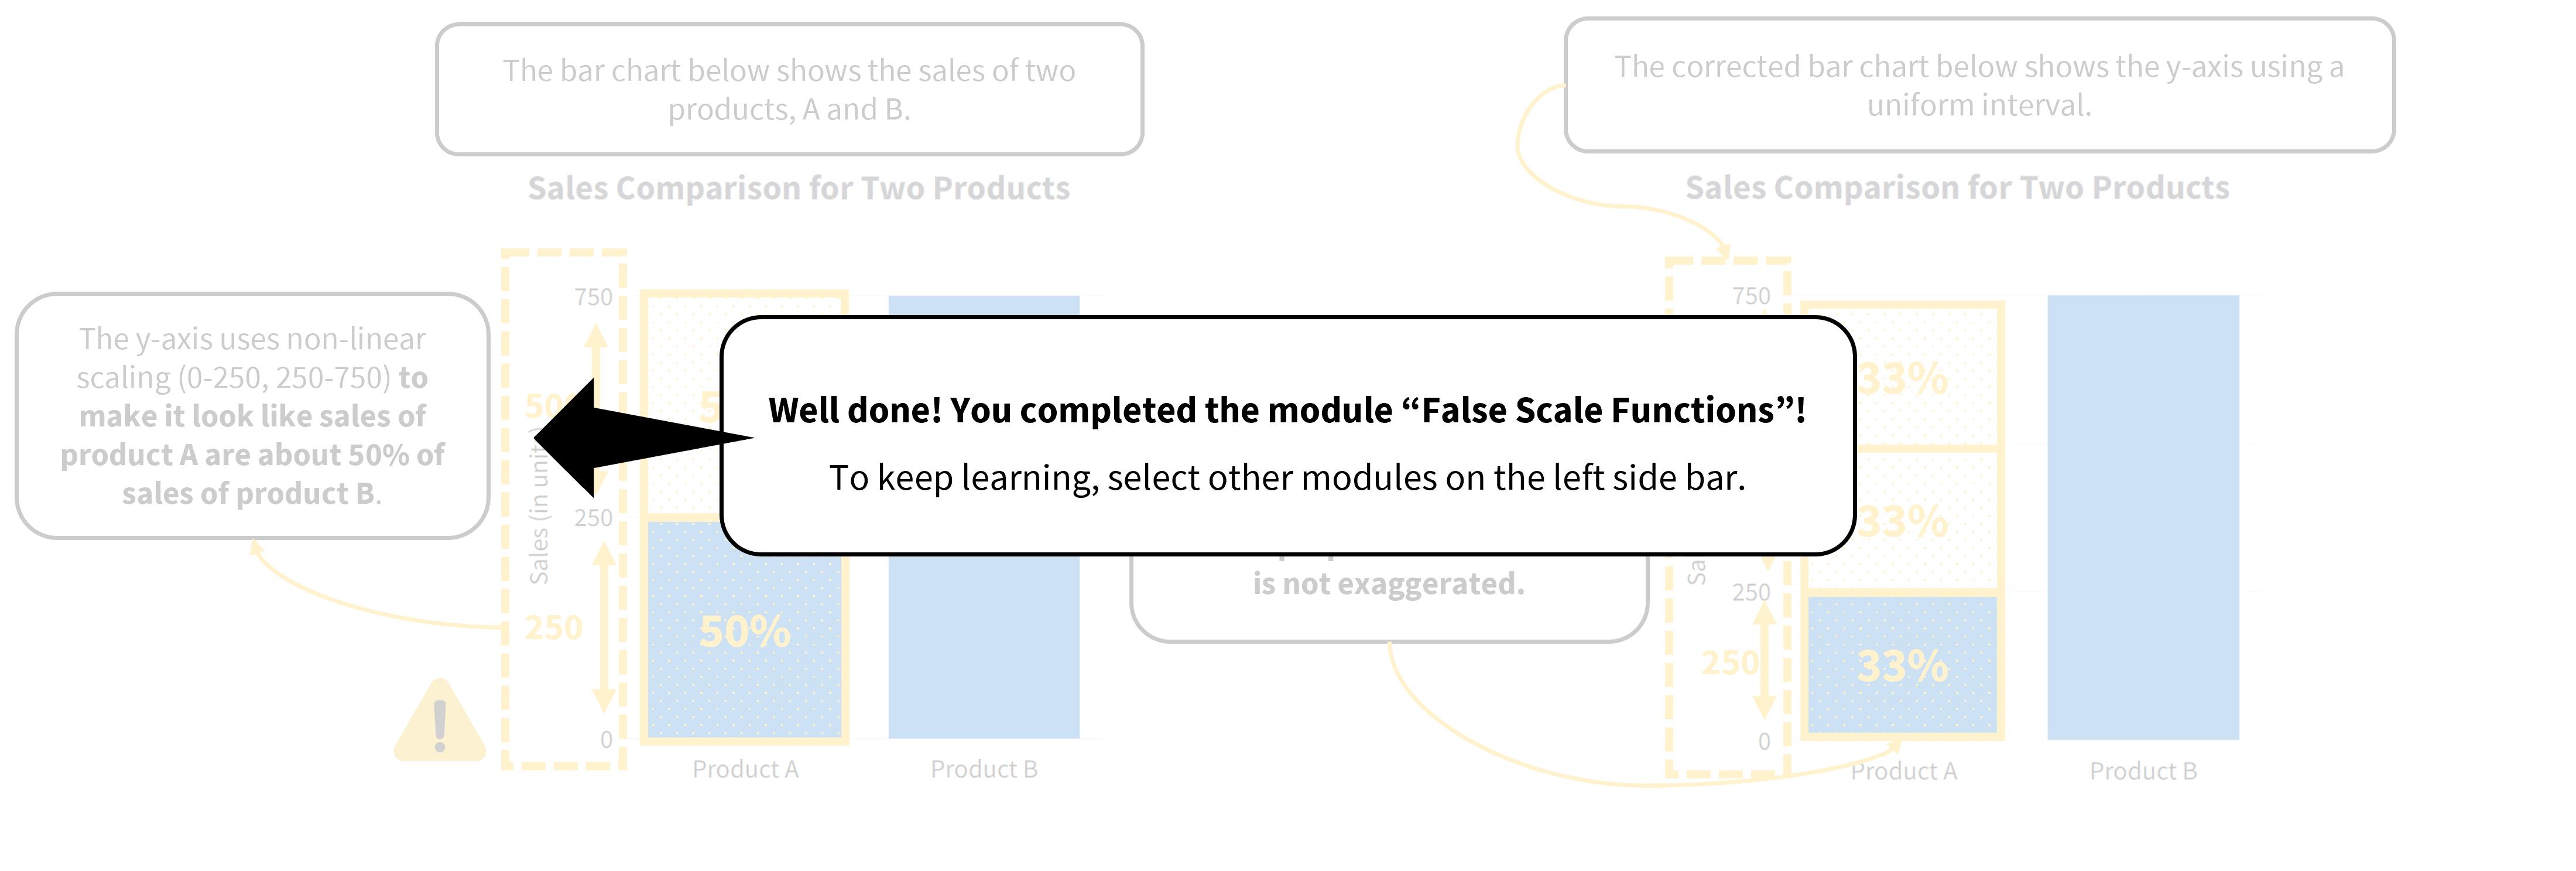 The bar chart below shows the sales of two
products, A and B.
The corrected bar chart below shows the y-axis using a
uniform interval.
Sales Comparison for Two Products
Sales Comparison for Two Products
The y-axis uses non-linear
scaling (0-250, 250-750) to
make it look like sales of
product A are about 50% of
sales of product B.
Well done! You completed the module “False Scale Functions”!
To keep learning, select other modules on the left side bar.
750
250
0
Sales (in unit
250
50%
Product A
Product B
is not exaggerated.
750
250
0
250
33%
33%
33%
Product A
Product B